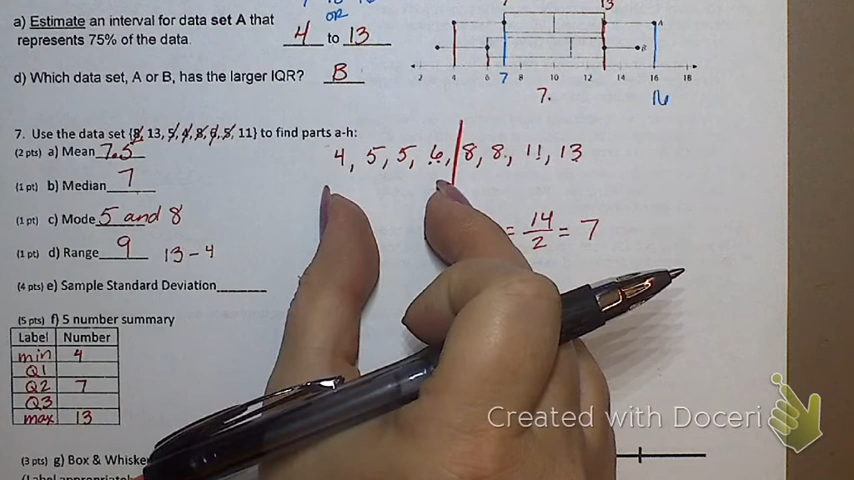 OR
a) Estimate an interval for data set A that
represents 75% of the data.   4 to 13
d) Which data set, A or B, has the larger IQR?   B
7   13
A
B
2 4 6 7 8 10 12 14 16 18
7.   16
7. Use the data set {8, 13, 5, 4, 8, 6, 5, 11} to find parts a-h:
(2 pts) a) Mean 7.5
4, 5, 5, 6, 8, 8, 11, 13
(1pt) b) Median 7
(1 pt) c) Mode 5 and 8
= 14/2 = 7
(1 pt) d) Range 9   13 - 4
(4 pts) e) Sample Standard Deviation
(5 pts) f) 5 number summary
Label Number
min 4
Q1
Q2 7
Q3
max 13
Created with Doceri
(3 pts) g) Box & Whisker